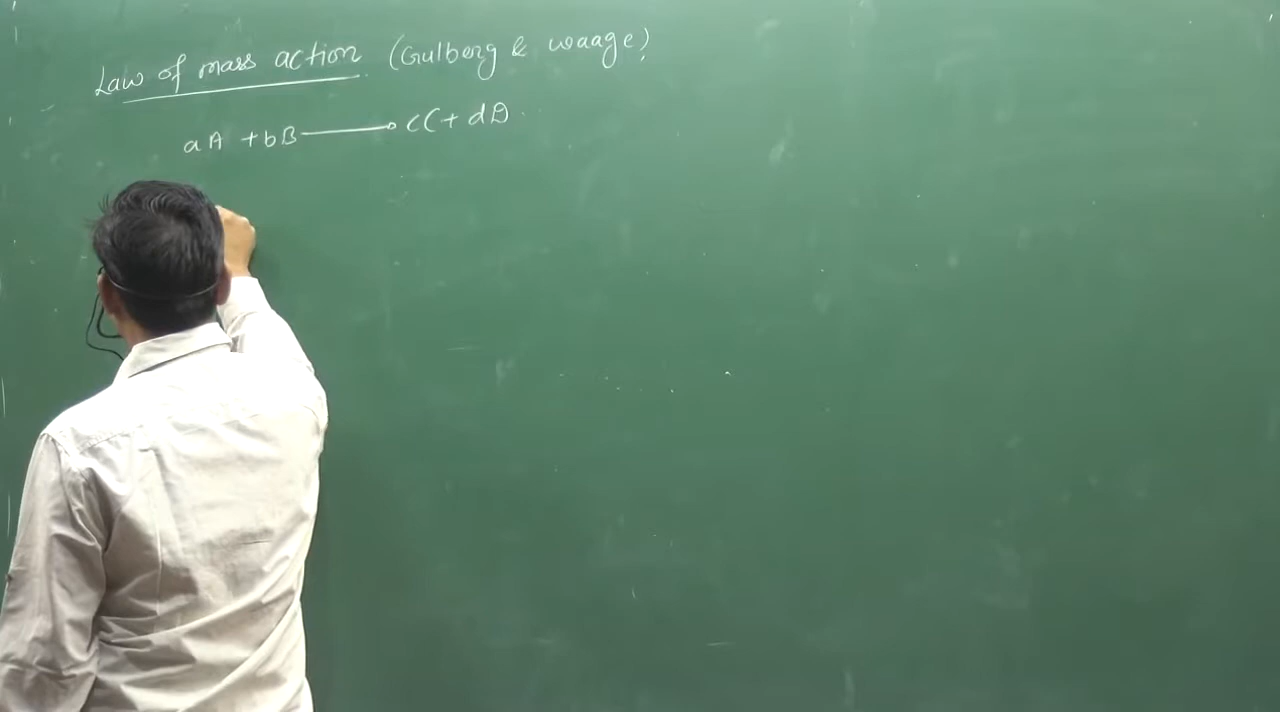 Law of mass action (Gulberg & waage)
aA + bB → cC + dD